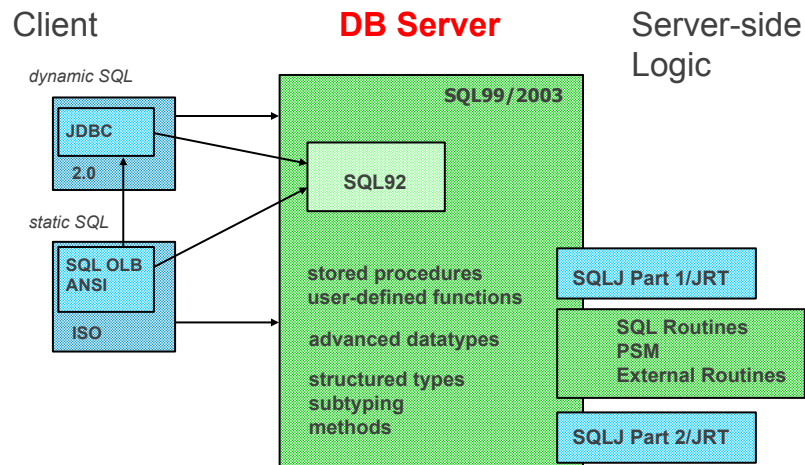 Client
DB Server
Server-side
Logic
dynamic SQL
JDBC
2.0
static SQL
SQL OLB
ANSI
ISO
SQL99/2003
SQL92
stored procedures
user-defined functions
advanced datatypes
structured types
subtyping
methods
SQLJ Part 1/JRT
SQL Routines
PSM
External Routines
SQLJ Part 2/JRT